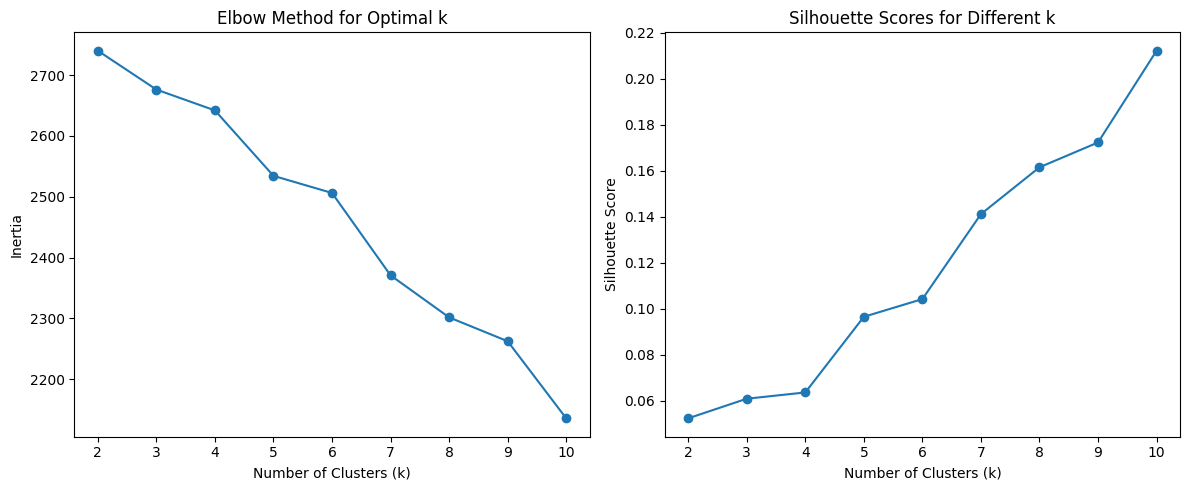 Elbow Method for Optimal k
Inertia
2700
2600
2500
2400
2300
2200
2 3 4 5 6 7 8 9 10
Number of Clusters (k)
Silhouette Scores for Different k
Silhouette Score
0.22
0.20
0.18
0.16
0.14
0.12
0.10
0.08
0.06
2 3 4 5 6 7 8 9 10
Number of Clusters (k)